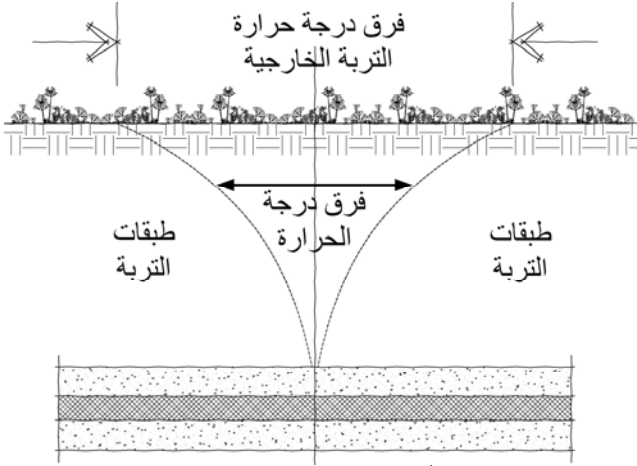 فرق درجة حرارة
التربة الخارجية
فرق درجة
الحرارة
طبقات
التربة
طبقات
التربة